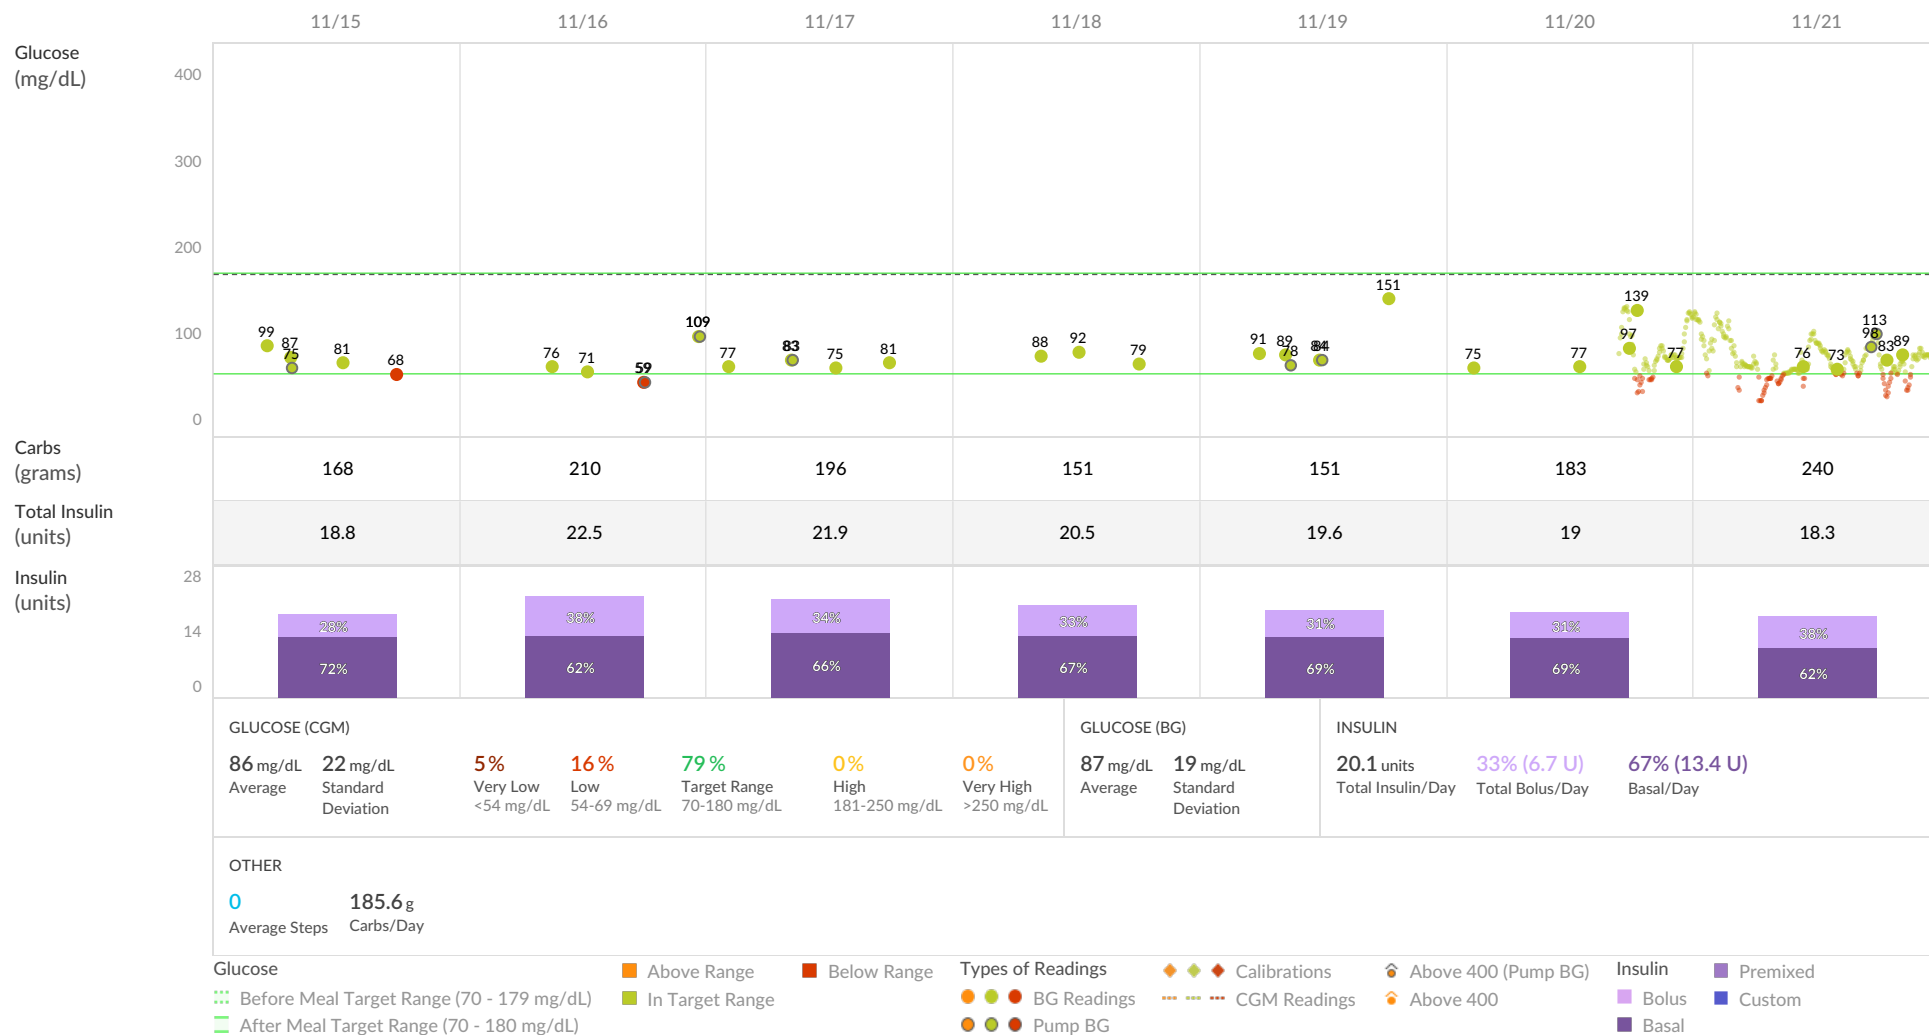 11/15 11/16 11/17 11/18 11/19 11/20 11/21
Glucose
(mg/dL)
400
300
200
100
0
99 87 75 81 68 76 71 59 109 77 83 75 81 88 92 79 91 89 78 84 151 75 77 97 139 77 76 73 98 113 83 89
Carbs
(grams)
168 210 196 151 151 183 240
Total Insulin
(units)
18.8 22.5 21.9 20.5 19.6 19 18.3
Insulin
(units)
28
14
0
28% 38% 34% 33% 31% 31% 38%
72% 62% 66% 67% 69% 69% 62%
GLUCOSE (CGM)
86 mg/dL 22 mg/dL 5% 16% 79% 0% 0%
Average Standard Very Low Low Target Range High Very High
Deviation <54 mg/dL 54-69 mg/dL 70-180 mg/dL 181-250 mg/dL >250 mg/dL
GLUCOSE (BG)
87 mg/dL 19 mg/dL
Average Standard
Deviation
INSULIN
20.1 units 33% (6.7 U) 67% (13.4 U)
Total Insulin/Day Total Bolus/Day Basal/Day
OTHER
0 185.6 g
Average Steps Carbs/Day
Glucose
Before Meal Target Range (70 - 179 mg/dL)
After Meal Target Range (70 - 180 mg/dL)
Above Range
In Target Range
Below Range
Types of Readings
BG Readings
Pump BG
Calibrations
CGM Readings
Above 400 (Pump BG)
Above 400
Insulin
Bolus
Basal
Premixed
Custom